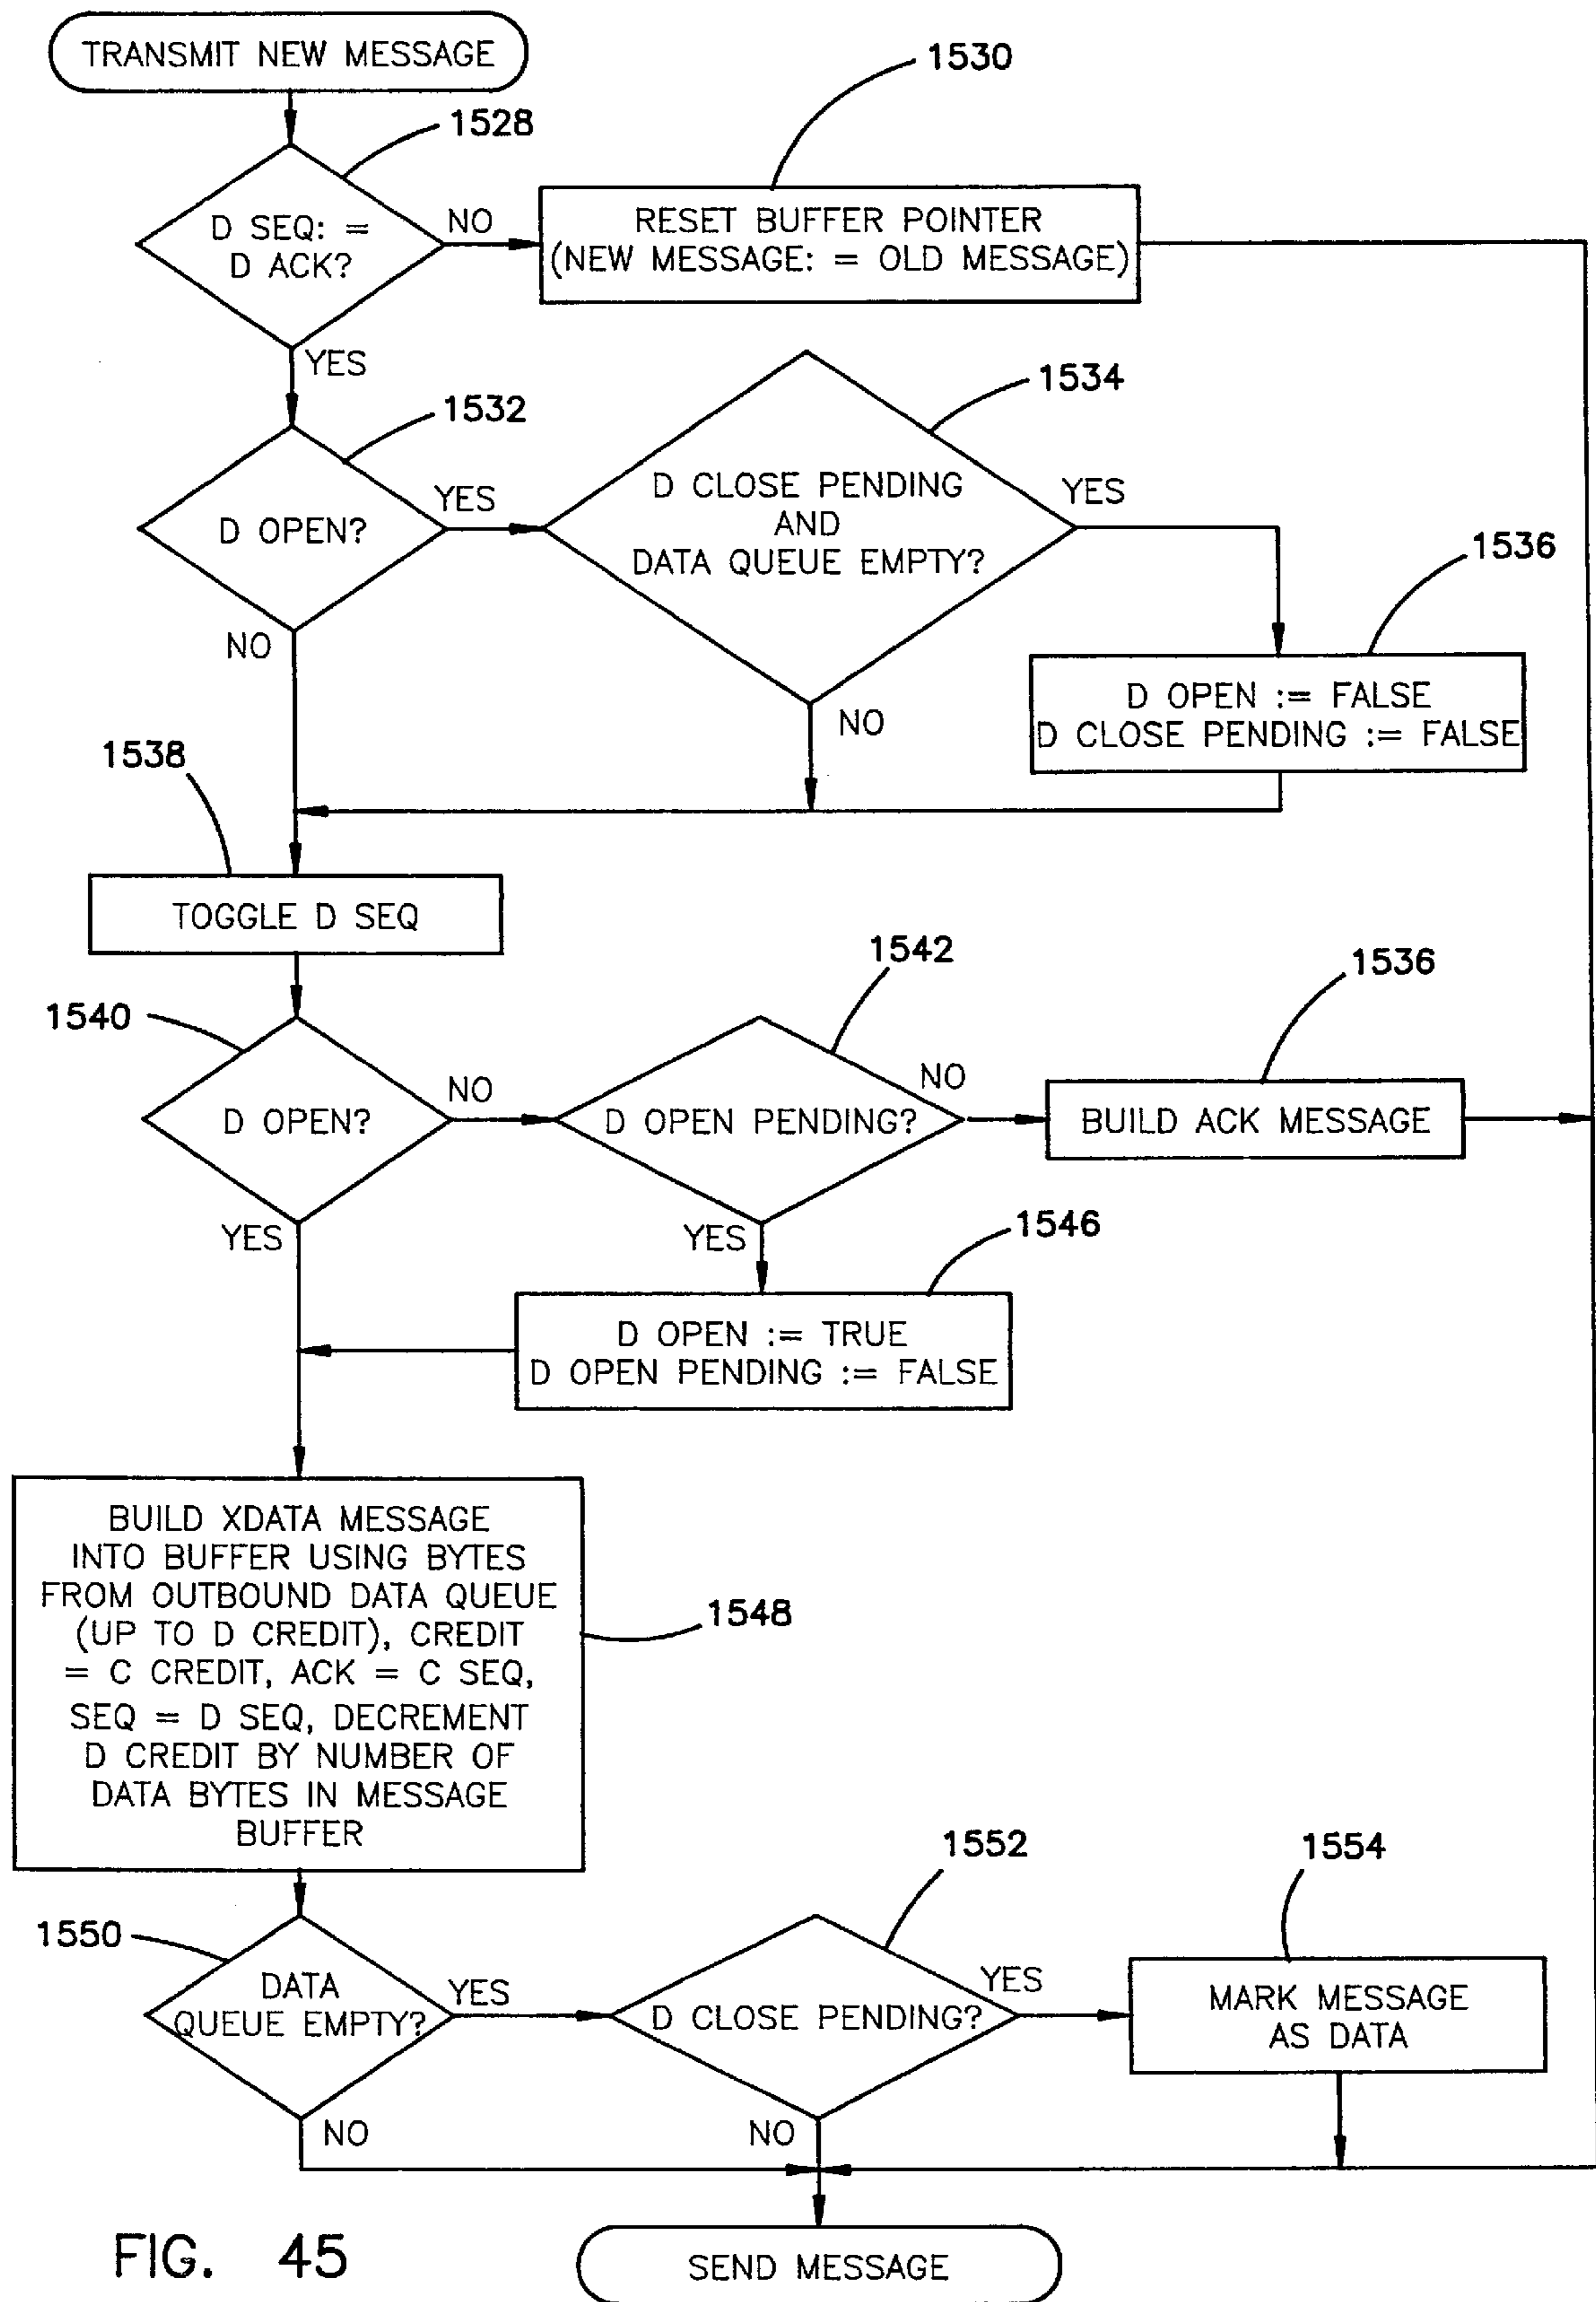 TRANSMIT NEW MESSAGE
1528
1530
D SEQ: =
D ACK?
NO
RESET BUFFER POINTER
(NEW MESSAGE: = OLD MESSAGE)
YES
1532
1534
D OPEN?
YES
D CLOSE PENDING
AND
DATA QUEUE EMPTY?
YES
1536
NO
NO
D OPEN := FALSE
D CLOSE PENDING := FALSE
1538
TOGGLE D SEQ
1540
1542
1536
D OPEN?
NO
D OPEN PENDING?
NO
BUILD ACK MESSAGE
YES
YES
1546
D OPEN := TRUE
D OPEN PENDING := FALSE
BUILD XDATA MESSAGE
INTO BUFFER USING BYTES
FROM OUTBOUND DATA QUEUE
(UP TO D CREDIT), CREDIT
= C CREDIT, ACK = C SEQ,
SEQ = D SEQ, DECREMENT
D CREDIT BY NUMBER OF
DATA BYTES IN MESSAGE
BUFFER
1548
1550
1552
1554
DATA
QUEUE EMPTY?
YES
D CLOSE PENDING?
YES
MARK MESSAGE
AS DATA
NO
NO
SEND MESSAGE
FIG. 45